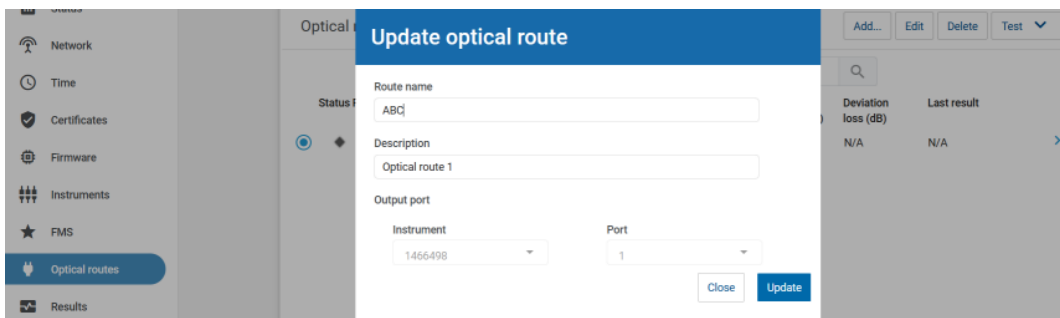 Status
Network
Time
Certificates
Firmware
Instruments
FMS
Optical routes
Results
Optical
Add...
Edit
Delete
Test
Status
Deviation
loss (dB)
Last result
N/A
N/A
Update optical route
Route name
ABC
Description
Optical route 1
Output port
Instrument
Port
1466498
1
Close
Update